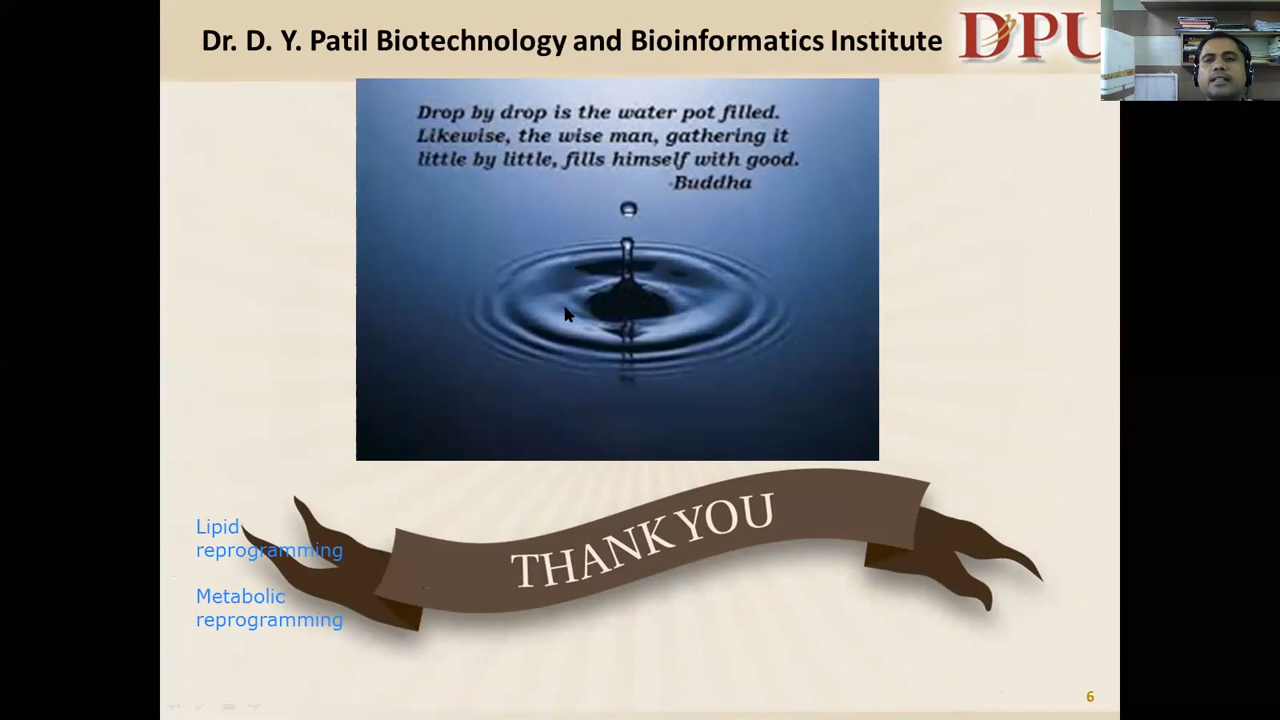 Dr. D. Y. Patil Biotechnology and Bioinformatics Institute
DPU
Drop by drop is the water pot filled.
Likewise, the wise man, gathering it
little by little, fills himself with good.
-Buddha
THANK YOU
Lipid
reprogramming
Metabolic
reprogramming
6